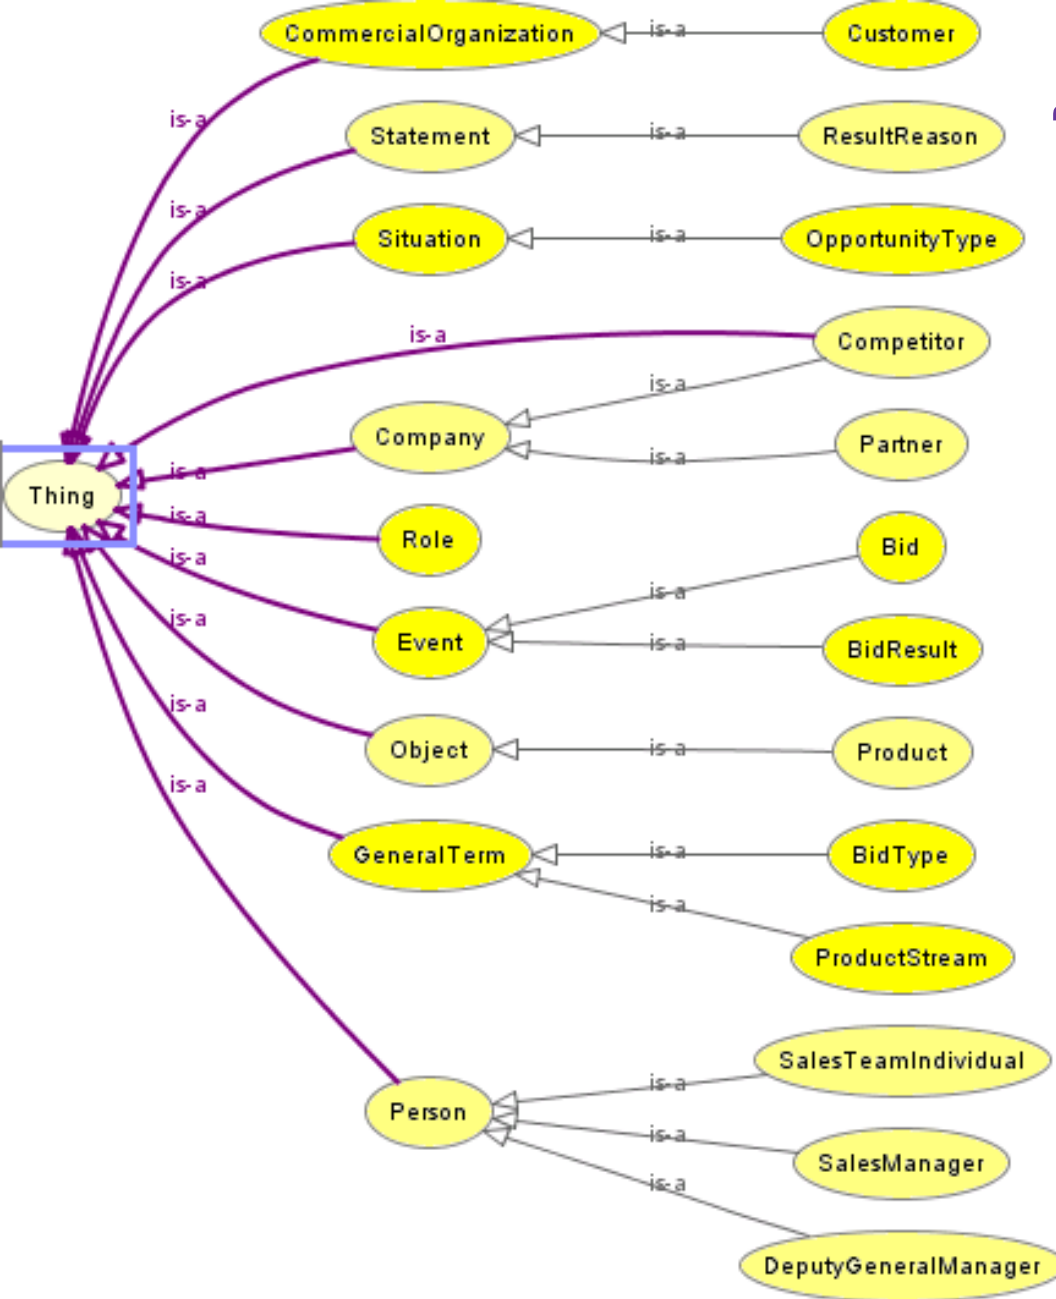 CommercialOrganization
is-a
Customer
is-a
Statement
is-a
ResultReason
is-a
Situation
is-a
OpportunityType
is-a
is-a
Competitor
is-a
Company
is-a
Partner
is-a
Thing
is-a
Role
is-a
Bid
is-a
Event
is-a
BidResult
is-a
Object
is-a
Product
is-a
GeneralTerm
is-a
BidType
is-a
is-a
ProductStream
Person
is-a
SalesTeamIndividual
is-a
SalesManager
is-a
DeputyGeneralManager